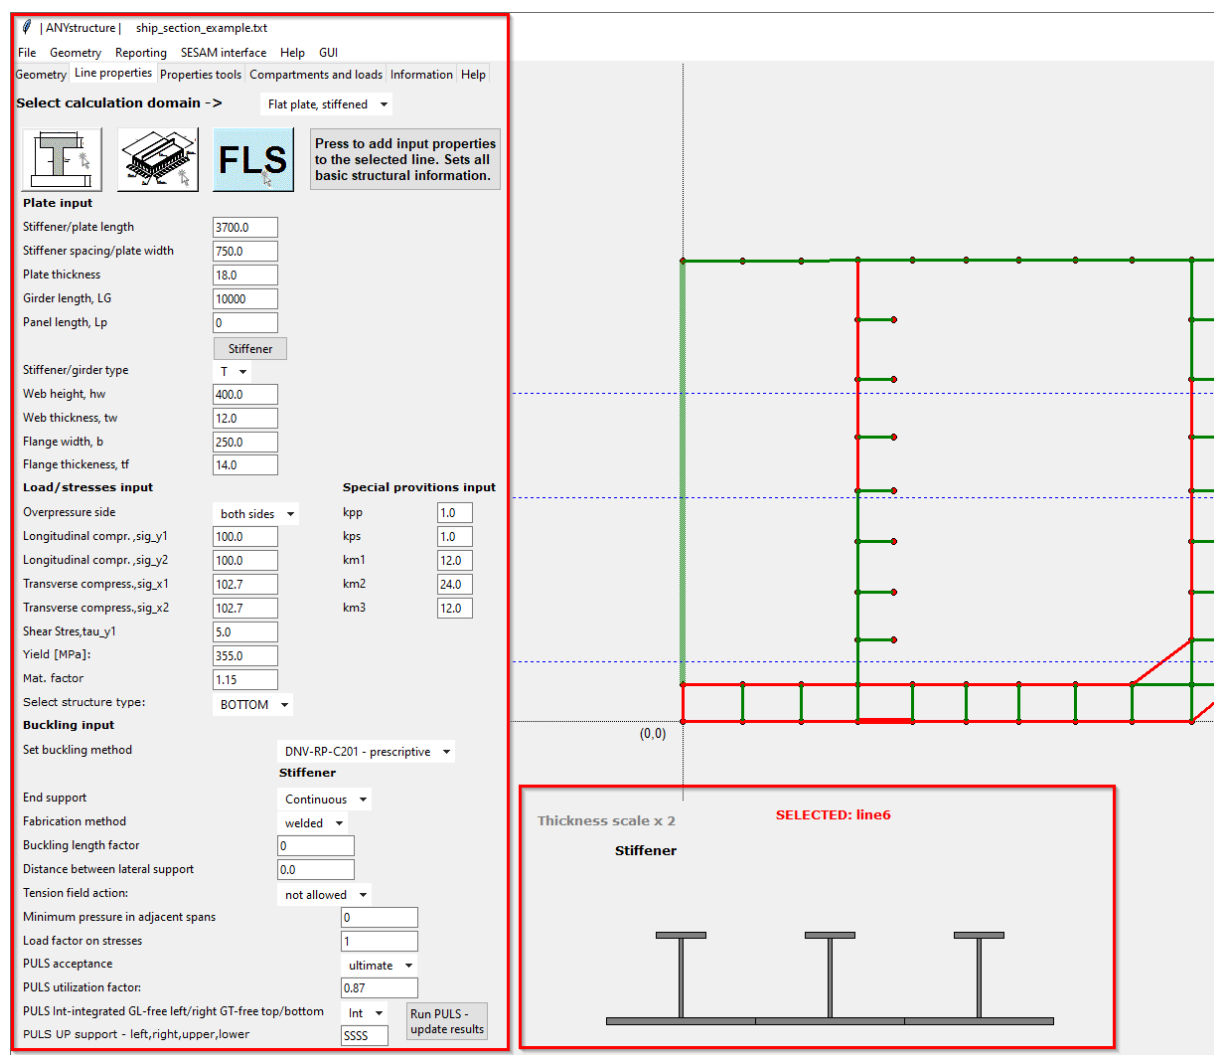 | ANYstructure |    ship_section_example.txt
File Geometry Reporting SESAM interface Help GUI
Geometry Line properties Properties tools Compartments and loads Information Help
Select calculation domain -> Flat plate, stiffened
FLS
Press to add input properties
to the selected line. Sets all
basic structural information.
Plate input
Stiffener/plate length 3700.0
Stiffener spacing/plate width 750.0
Plate thickness 18.0
Girder length, LG 10000
Panel length, Lp 0
Stiffener
Stiffener/girder type T
Web height, hw 400.0
Web thickness, tw 12.0
Flange width, b 250.0
Flange thickeness, tf 14.0
Load/stresses input Special provitions input
Overpressure side both sides kpp 1.0
Longitudinal compr. ,sig_y1 100.0 kps 1.0
Longitudinal compr. ,sig_y2 100.0 km1 12.0
Transverse compress.,sig_x1 102.7 km2 24.0
Transverse compress.,sig_x2 102.7 km3 12.0
Shear Stres,tau_y1 5.0
Yield [MPa]: 355.0
Mat. factor 1.15
Select structure type: BOTTOM
Buckling input
Set buckling method DNV-RP-C201 - prescriptive
Stiffener
End support Continuous
Fabrication method welded
Buckling length factor 0
Distance between lateral support 0.0
Tension field action: not allowed
Minimum pressure in adjacent spans 0
Load factor on stresses 1
PULS acceptance ultimate
PULS utilization factor: 0.87
PULS Int-integrated GL-free left/right GT-free top/bottom Int
PULS UP support - left,right,upper,lower SSSS
Run PULS -
update results
(0,0)
Thickness scale x 2 SELECTED: line6
Stiffener